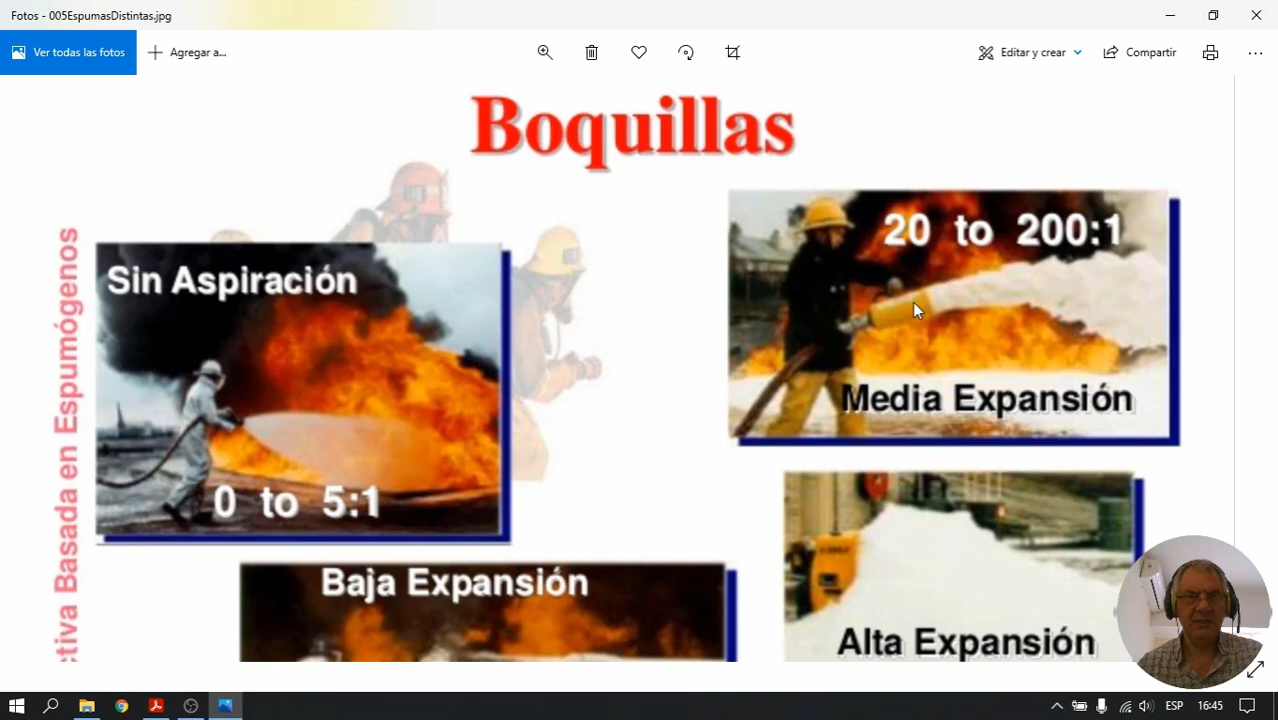 Fotos - 005EspumasDistintas.jpg
Ver todas las fotos
Agregar a...
Editar y crear
Compartir
Boquillas
ctiva Basada en Espumógenos
Sin Aspiración
0 to 5:1
20 to 200:1
Media Expansión
Baja Expansión
Alta Expansión
ESP
16:45